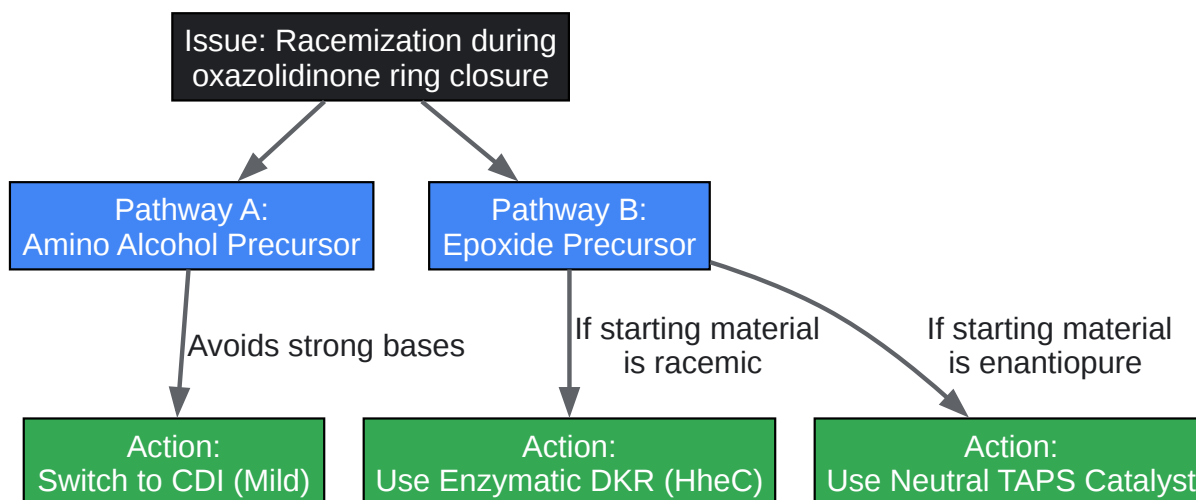 Issue: Racemization during
oxazolidinone ring closure
Pathway A:
Amino Alcohol Precursor
Pathway B:
Epoxide Precursor
Avoids strong bases
If starting material
is racemic
If starting material
is enantiopure
Action:
Switch to CDI (Mild)
Action:
Use Enzymatic DKR (HheC)
Action:
Use Neutral TAPS Catalyst